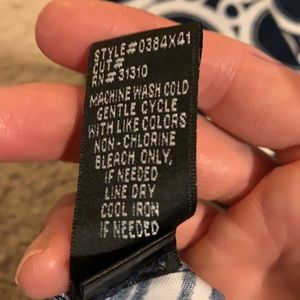 STYLE#0384X41
CUT#
RN#31310
MACHINE WASH COLD
GENTLE CYCLE
WITH LIKE COLORS
NON-CHLORINE
BLEACH ONLY,
IF NEEDED
LINE DRY
COOL IRON
IF NEEDED